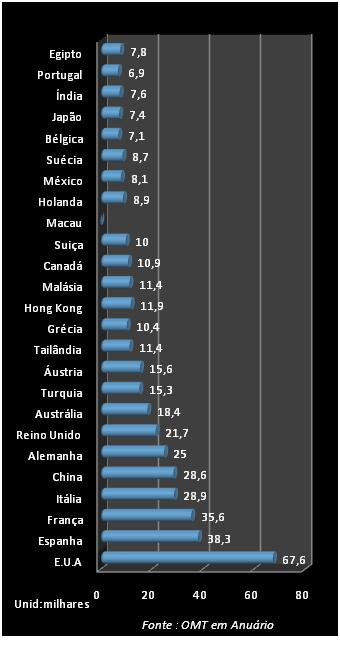 Egipto 7,8
Portugal 6,9
Índia 7,6
Japão 7,4
Bélgica 7,1
Suécia 8,7
México 8,1
Holanda 8,9
Macau
Suiça 10
Canadá 10,9
Malásia 11,4
Hong Kong 11,9
Grécia 10,4
Tailândia 11,4
Áustria 15,6
Turquia 15,3
Austrália 18,4
Reino Unido 21,7
Alemanha 25
China 28,6
Itália 28,9
França 35,6
Espanha 38,3
E.U.A 67,6
0 20 40 60 80
Unid:milhares
Fonte : OMT em Anuário